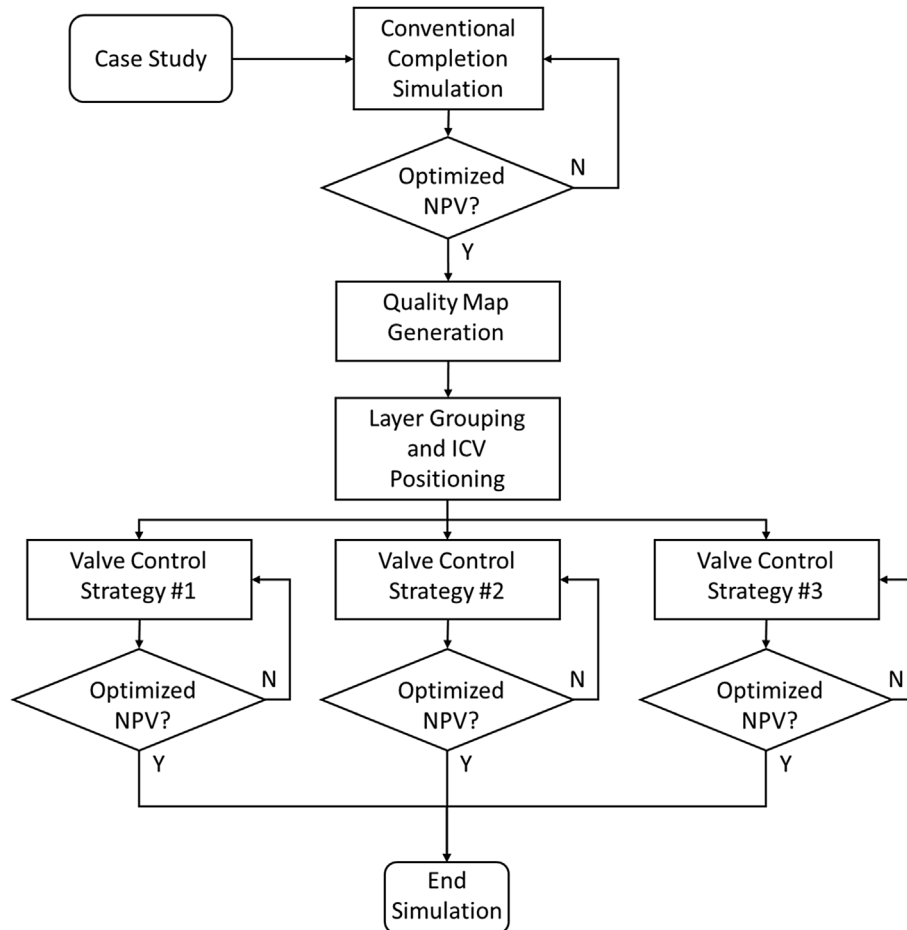 Case Study
Conventional
Completion
Simulation
Optimized
NPV?
N
Y
Quality Map
Generation
Layer Grouping
and ICV
Positioning
Valve Control
Strategy #1
Valve Control
Strategy #2
Valve Control
Strategy #3
Optimized
NPV?
N
Y
Optimized
NPV?
N
Y
Optimized
NPV?
N
Y
End
Simulation